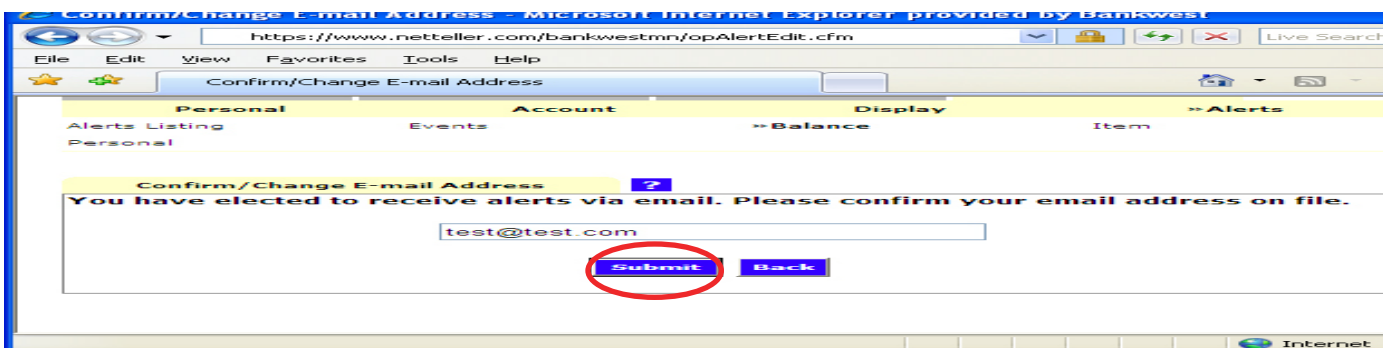 Confirm/Change E-mail Address - Microsoft Internet Explorer provided by Bankwest
https://www.netteller.com/bankwestmn/opAlertEdit.cfm Live Search
File Edit View Favorites Tools Help
Confirm/Change E-mail Address
Personal Account Display »Alerts
Alerts Listing Events »Balance Item
Personal
Confirm/Change E-mail Address ?
You have elected to receive alerts via email. Please confirm your email address on file.
test@test.com
Submit Back
Internet